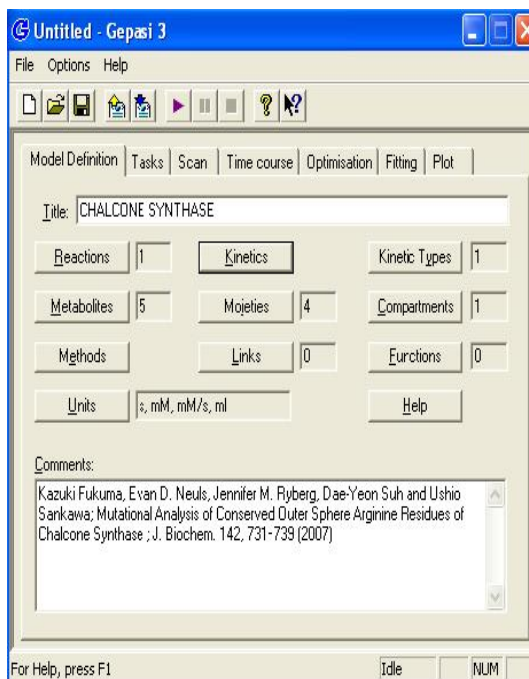 Untitled - Gepasi 3
File Options Help
Model Definition Tasks Scan Time course Optimisation Fitting Plot
Title: CHALCONE SYNTHASE
Reactions 1 Kinetics Kinetic Types 1
Metabolites 5 Moieties 4 Compartments 1
Methods Links 0 Functions 0
Units s, mM, mM/s, ml Help
Comments:
Kazuki Fukuma, Evan D. Neuls, Jennifer M. Ryberg, Dae-Yeon Suh and Ushio
Sankawa; Mutational Analysis of Conserved Outer Sphere Arginine Residues of
Chalcone Synthase ; J. Biochem. 142, 731-739 (2007)
For Help, press F1 Idle NUM